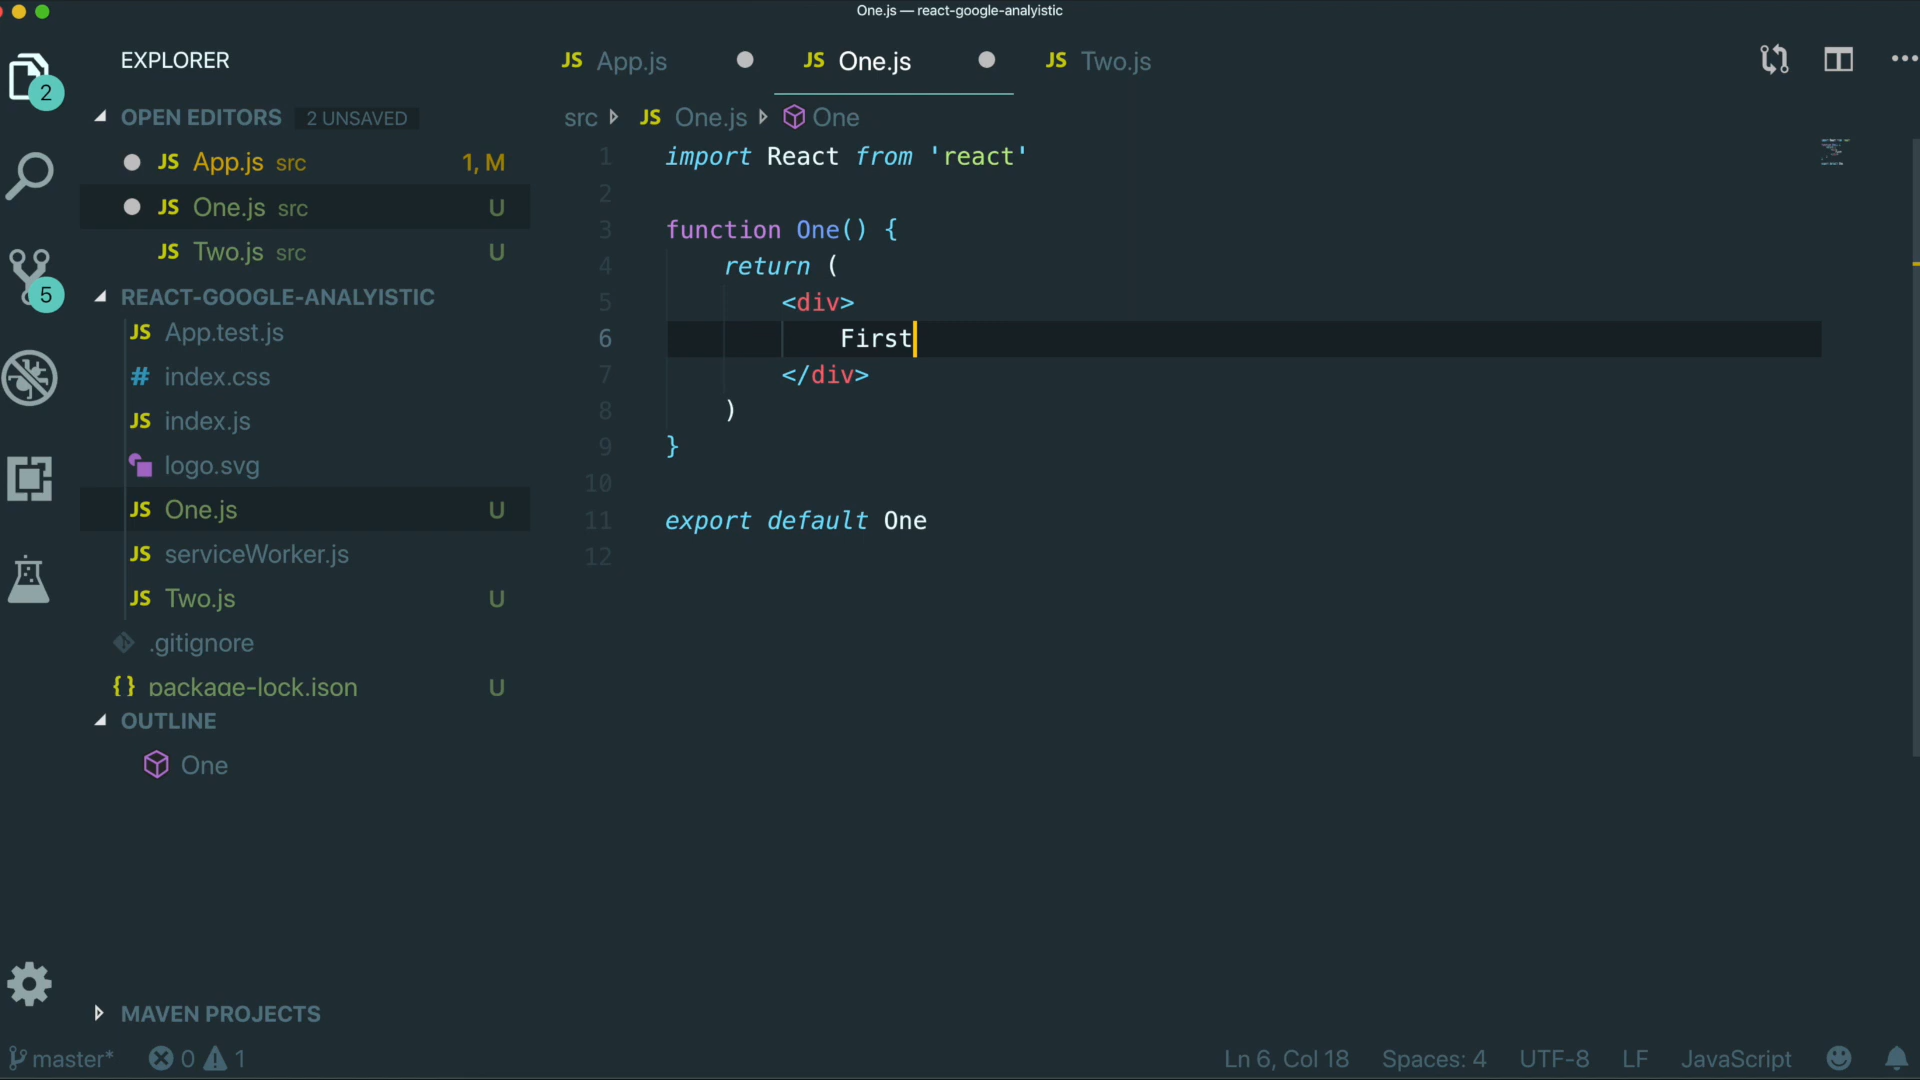 One.js — react-google-analyistic
EXPLORER
2
OPEN EDITORS 2 UNSAVED
JS App.js src 1, M
JS One.js src U
JS Two.js src U
5
REACT-GOOGLE-ANALYISTIC
JS App.test.js
# index.css
JS index.js
logo.svg
JS One.js U
JS serviceWorker.js
JS Two.js U
.gitignore
{} package-lock.json U
OUTLINE
One
MAVEN PROJECTS
JS App.js JS One.js JS Two.js
src JS One.js One
1 import React from 'react'
2
3 function One() {
4 return (
5 <div>
6 First
7 </div>
8 )
9 }
10
11 export default One
12
master* 0 1 Ln 6, Col 18 Spaces: 4 UTF-8 LF JavaScript